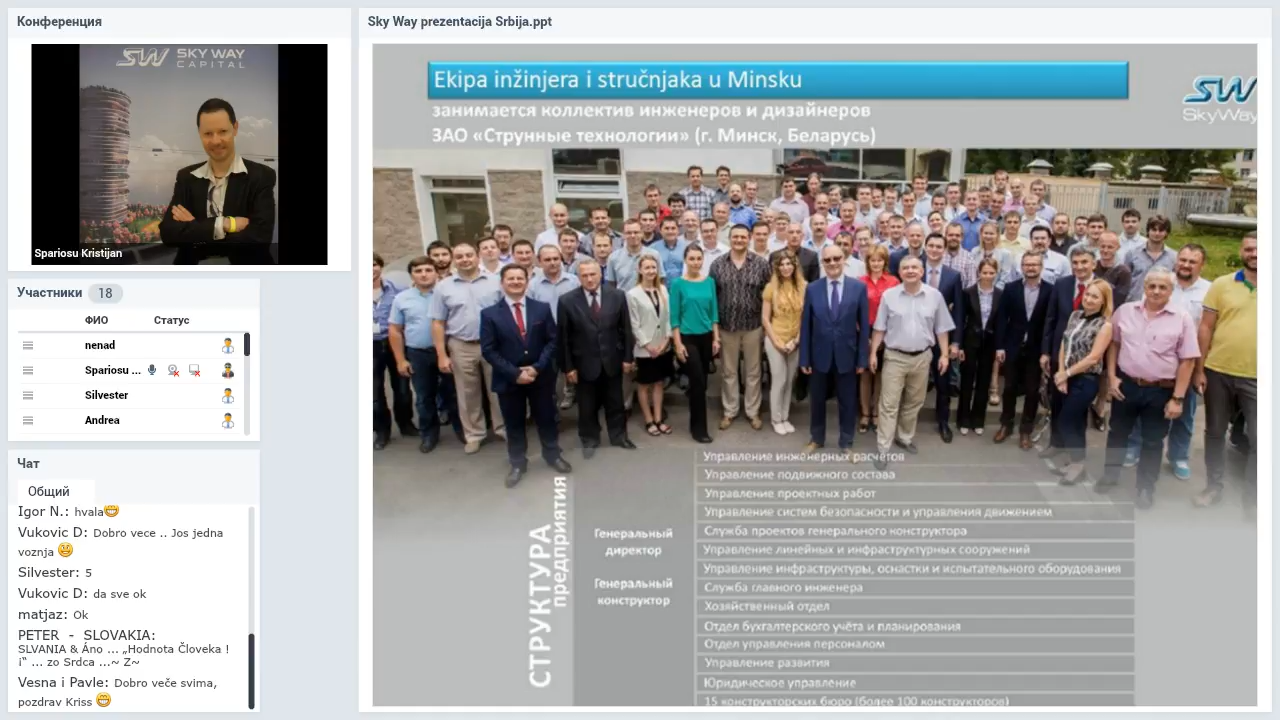 Конференция
SW SKY WAY
CAPITAL
Spariosu Kristijan
Участники 18
ФИО Статус
nenad
Spariosu ...
Silvester
Andrea
Чат
Общий
Igor N.: hvala
Vukovic D: Dobro vece .. Jos jedna
voznja
Silvester: 5
Vukovic D: da sve ok
matjaz: Ok
PETER - SLOVAKIA:
i“ ... zo Srdca ...~ Z~
Vesna i Pavle: Dobro veče svima,
pozdrav Kriss
Sky Way prezentacija Srbija.ppt
Ekipa inžinjera i stručnjaka u Minsku
занимается коллектив инженеров и дизайнеров
ЗАО «Струнные технологии» (г. Минск, Беларусь)
SW
SkyWay
СТРУКТУРА
предприятия
Генеральный
директор
Генеральный
конструктор
Управление инженерных расчётов
Управление подвижного состава
Управление проектных работ
Управление систем безопасности и управления движением
Служба проектов генерального конструктора
Управление линейных и инфраструктурных сооружений
Управление инфраструктуры, оснастки и испытательного оборудования
Служба главного инженера
Хозяйственный отдел
Отдел бухгалтерского учёта и планирования
Отдел управления персоналом
Управление развития
Юридическое управление
15 конструкторских бюро (более 100 конструкторов)